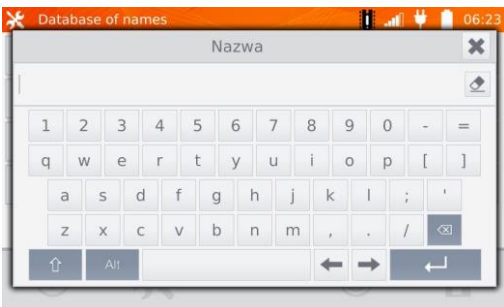 Database of names 06:23
Nazwa
1 2 3 4 5 6 7 8 9 0 - =
q w e r t y u i o p [ ]
a s d f g h j k l ; '
z x c v b n m , . /
Alt